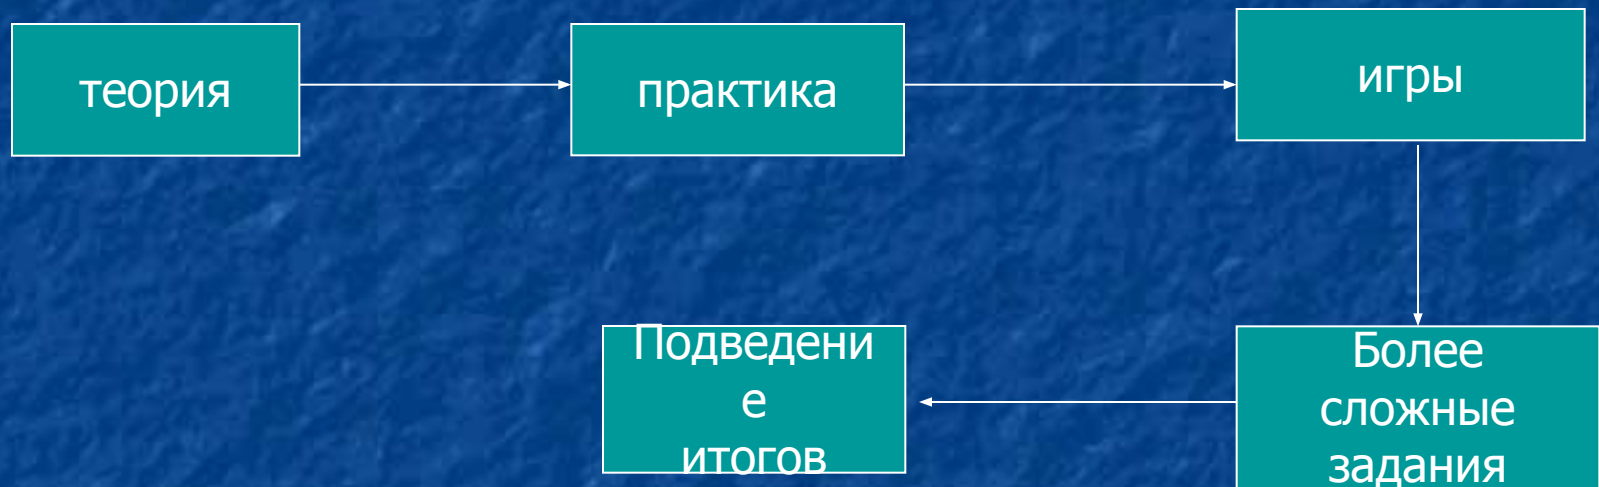 теория
практика
игры
Более
сложные
задания
Подведени
е
итогов